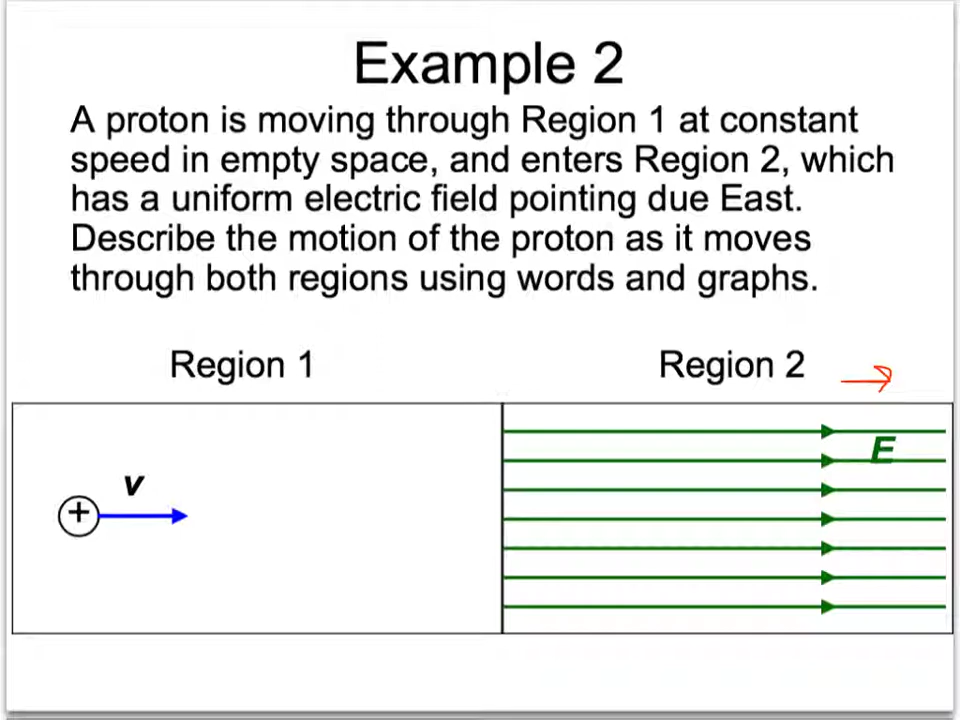 Example 2
A proton is moving through Region 1 at constant
speed in empty space, and enters Region 2, which
has a uniform electric field pointing due East.
Describe the motion of the proton as it moves
through both regions using words and graphs.
Region 1
Region 2
E
v
+